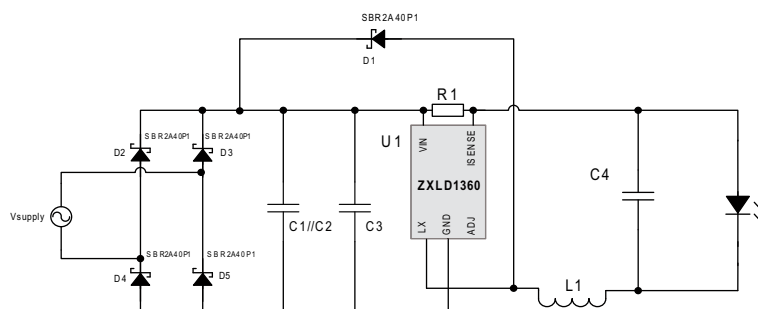 SBR2A40P1
D1
R1
SBR2A40P1
SBR2A40P1
D2
D3
U1
VIN
ISENSE
ZXLD1360
C4
Vsupply
C1//C2
C3
LX
GND
ADJ
SBR2A40P1
SBR2A40P1
D4
D5
L1